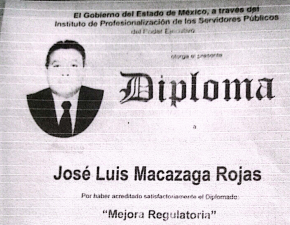 El Gobierno del Estado de México, a través del
Instituto de Profesionalización de los Servidores Públicos
del Poder Ejecutivo
otorga el presente
Diploma
a
José Luis Macazaga Rojas
Por haber acreditado satisfactoriamente el Diplomado:
“Mejora Regulatoria”